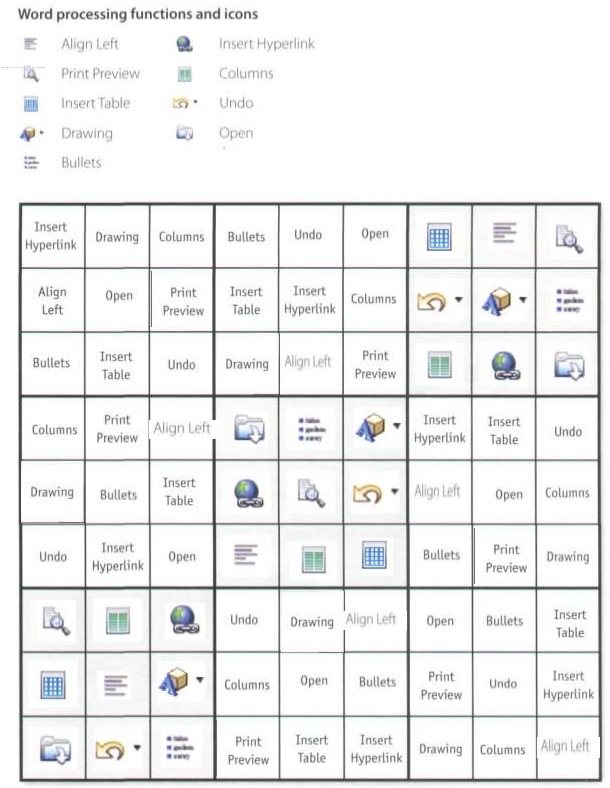 Word processing functions and icons
Align Left Insert Hyperlink
Print Preview Columns
Insert Table Undo
Drawing Open
Bullets
Insert Hyperlink Drawing Columns Bullets Undo Open
Align Left Open Print Preview Insert Table Insert Hyperlink Columns
Bullets Insert Table Undo Drawing Align Left Print Preview
Columns Print Preview Align Left Insert Hyperlink Insert Table Undo
Drawing Bullets Insert Table Align Left Open Columns
Undo Insert Hyperlink Open Bullets Print Preview Drawing
Undo Drawing Align Left Open Bullets Insert Table
Columns Open Bullets Print Preview Undo Insert Hyperlink
Print Preview Insert Table Insert Hyperlink Drawing Columns Align Left